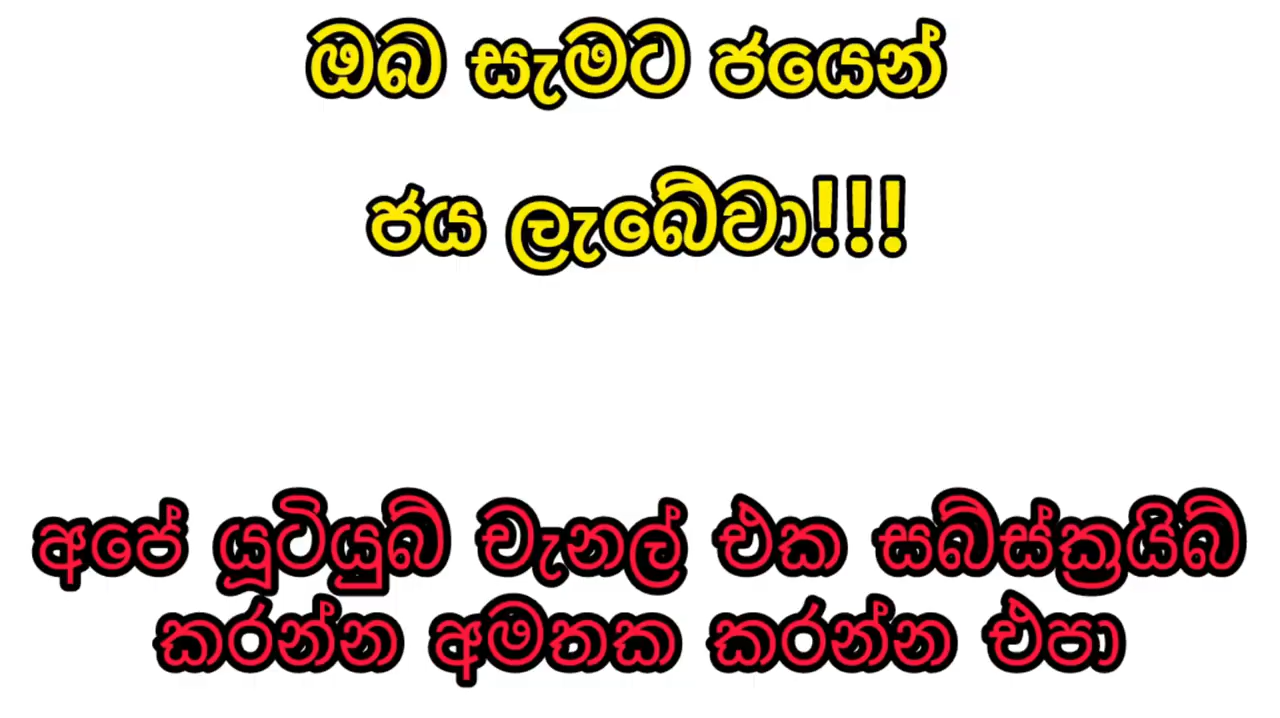 ඔබ සැමට ජයෙන්
ජය ලැබේවා!!!
අපේ යූටියුබ් චැනල් එක සබ්ස්ක්‍රයිබ්
කරන්න අමතක කරන්න එපා